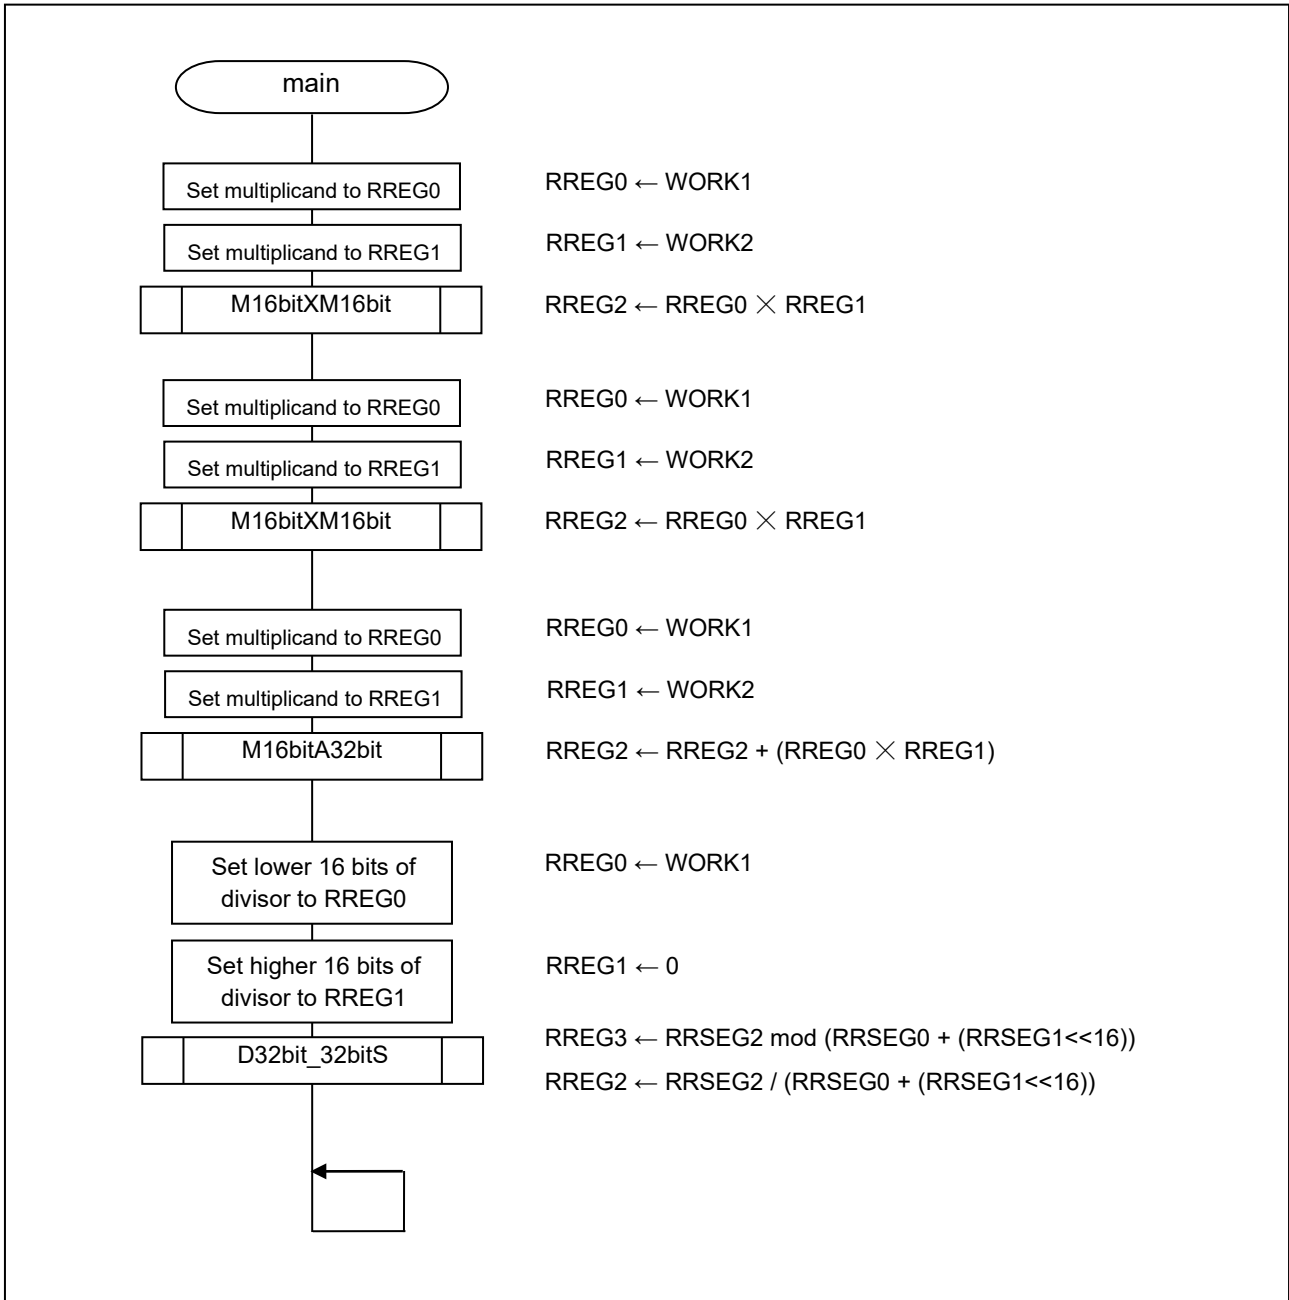 main
Set multiplicand to RREG0
RREG0 ← WORK1
Set multiplicand to RREG1
RREG1 ← WORK2
M16bitXM16bit
RREG2 ← RREG0 × RREG1
Set multiplicand to RREG0
RREG0 ← WORK1
Set multiplicand to RREG1
RREG1 ← WORK2
M16bitXM16bit
RREG2 ← RREG0 × RREG1
Set multiplicand to RREG0
RREG0 ← WORK1
Set multiplicand to RREG1
RREG1 ← WORK2
M16bitA32bit
RREG2 ← RREG2 + (RREG0 × RREG1)
Set lower 16 bits of
divisor to RREG0
RREG0 ← WORK1
Set higher 16 bits of
divisor to RREG1
RREG1 ← 0
D32bit_32bitS
RREG3 ← RRSEG2 mod (RRSEG0 + (RRSEG1<<16))
RREG2 ← RRSEG2 / (RRSEG0 + (RRSEG1<<16))